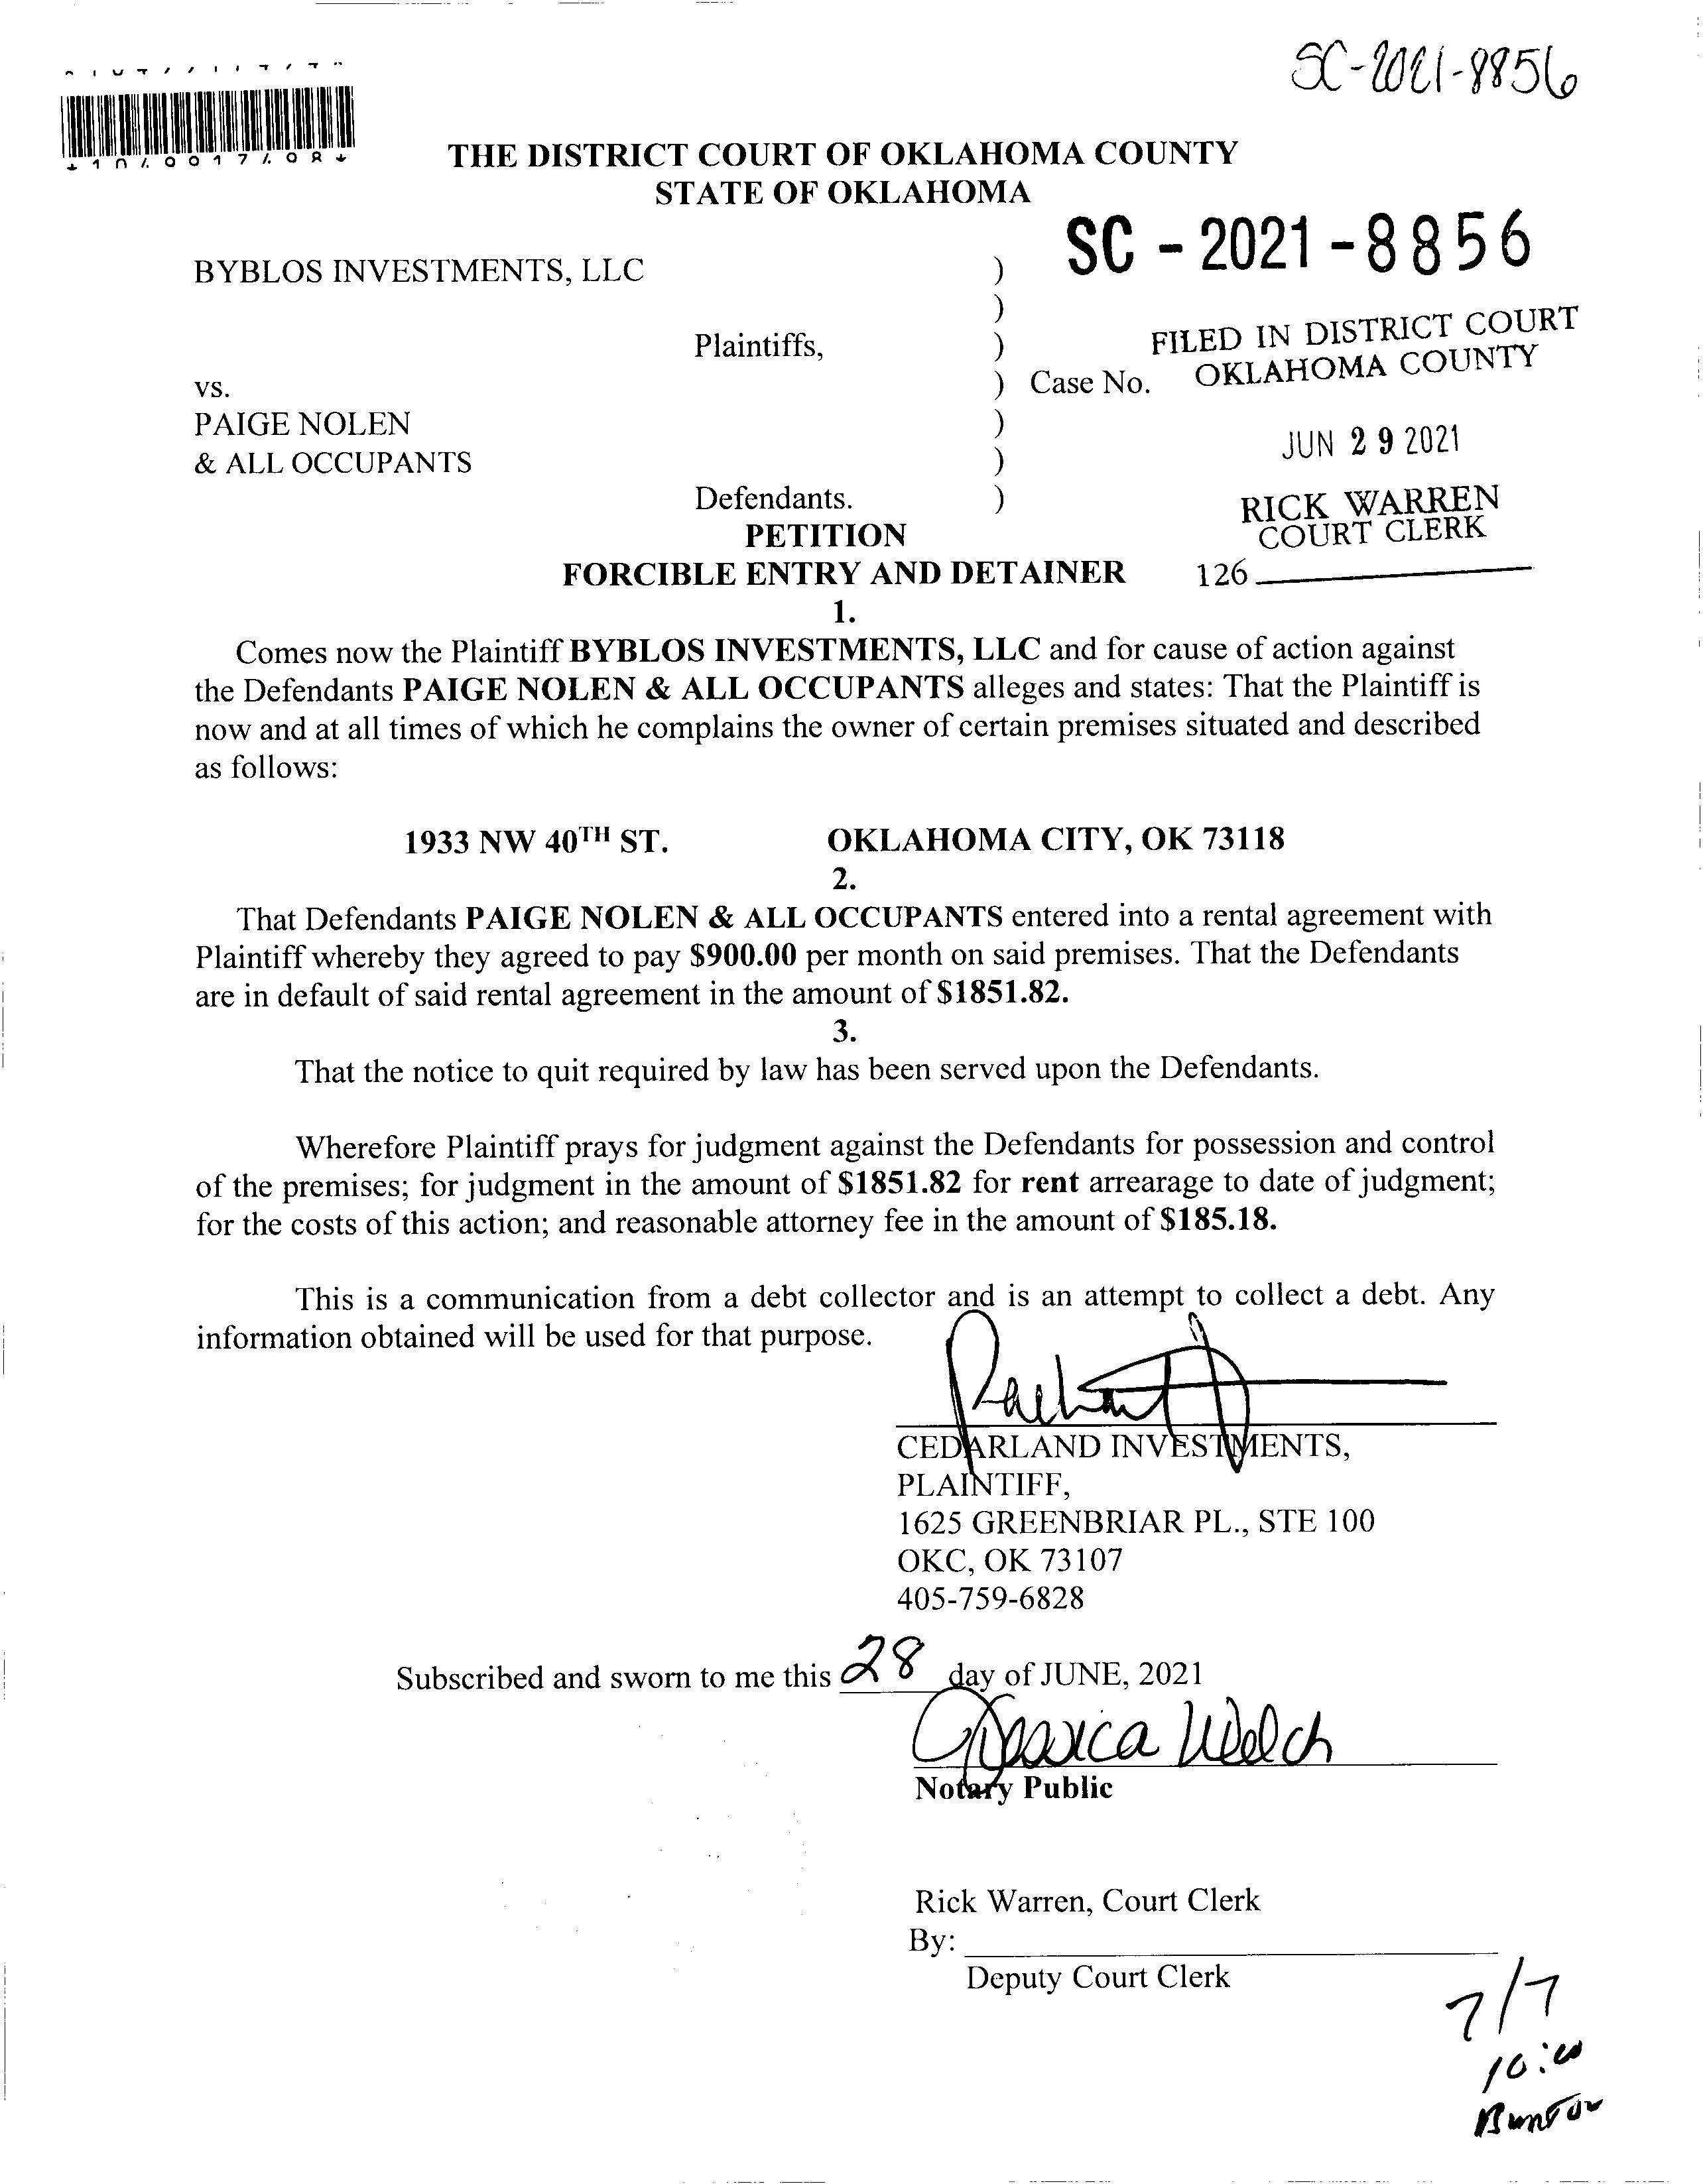 SC-2021-8856
THE DISTRICT COURT OF OKLAHOMA COUNTY
STATE OF OKLAHOMA
SC - 2021 - 8856
BYBLOS INVESTMENTS, LLC )
)
Plaintiffs, )
FILED IN DISTRICT COURT
OKLAHOMA COUNTY
vs. ) Case No.
PAIGE NOLEN )
& ALL OCCUPANTS )
JUN 29 2021
Defendants. )
RICK WARREN
COURT CLERK
126
PETITION
FORCIBLE ENTRY AND DETAINER
1.
Comes now the Plaintiff BYBLOS INVESTMENTS, LLC and for cause of action against
the Defendants PAIGE NOLEN & ALL OCCUPANTS alleges and states: That the Plaintiff is
now and at all times of which he complains the owner of certain premises situated and described
as follows:
1933 NW 40TH ST. OKLAHOMA CITY, OK 73118
2.
That Defendants PAIGE NOLEN & ALL OCCUPANTS entered into a rental agreement with
Plaintiff whereby they agreed to pay $900.00 per month on said premises. That the Defendants
are in default of said rental agreement in the amount of $1851.82.
3.
That the notice to quit required by law has been served upon the Defendants.
Wherefore Plaintiff prays for judgment against the Defendants for possession and control
of the premises; for judgment in the amount of $1851.82 for rent arrearage to date of judgment;
for the costs of this action; and reasonable attorney fee in the amount of $185.18.
This is a communication from a debt collector and is an attempt to collect a debt. Any
information obtained will be used for that purpose.
CEDARLAND INVESTMENTS,
PLAINTIFF,
1625 GREENBRIAR PL., STE 100
OKC, OK 73107
405-759-6828
Subscribed and sworn to me this 28 day of JUNE, 2021
Jessica Welch
Notary Public
Rick Warren, Court Clerk
By:
Deputy Court Clerk
7/7
10:00